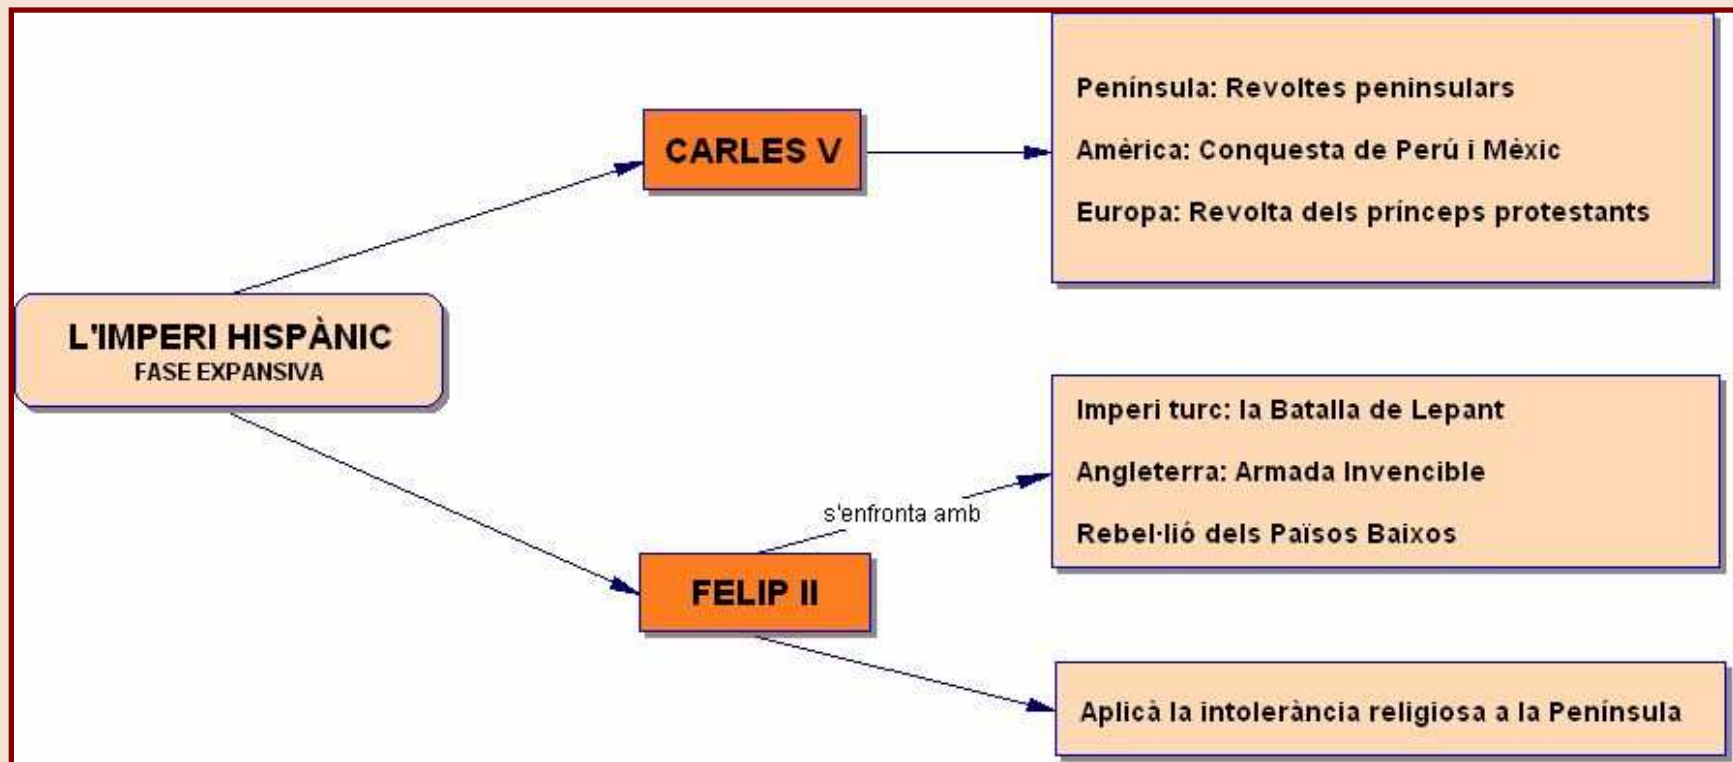 L'IMPERI HISPÀNIC
FASE EXPANSIVA
CARLES V
Península: Revoltes peninsulars
Amèrica: Conquesta de Perú i Mèxic
Europa: Revolta dels prínceps protestants
FELIP II
s'enfronta amb
Imperi turc: la Batalla de Lepant
Angleterra: Armada Invencible
Rebel·lió dels Països Baixos
Aplicà la intolerància religiosa a la Península